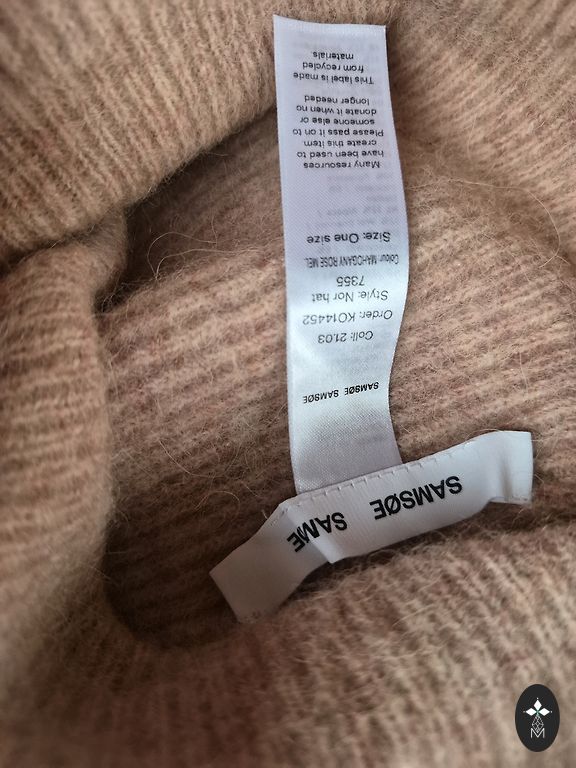 SAMSØE SAME
SAMSØE SAMSØE
Coll: 21.03
Order: KO14452
Style: Nor hat
7355
Colour: MAHOGANY ROSE MEL.
Size: One size
Many resources
have been used to
create this item
Please pass it on to
someone else or
donate it when no
longer needed
This label is made
from recycled
materials.
M